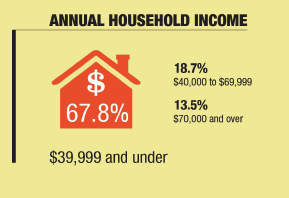 ANNUAL HOUSEHOLD INCOME
$
67.8%
$39,999 and under
18.7%
$40,000 to $69,999
13.5%
$70,000 and over